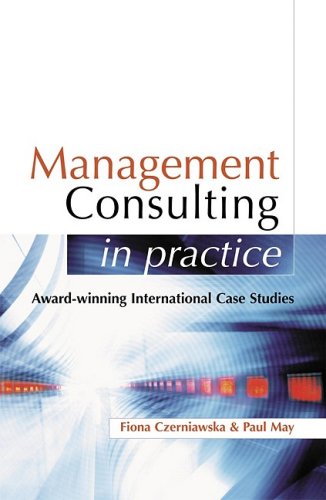 Management
Consulting
in practice
Award-winning International Case Studies
Fiona Czerniawska & Paul May